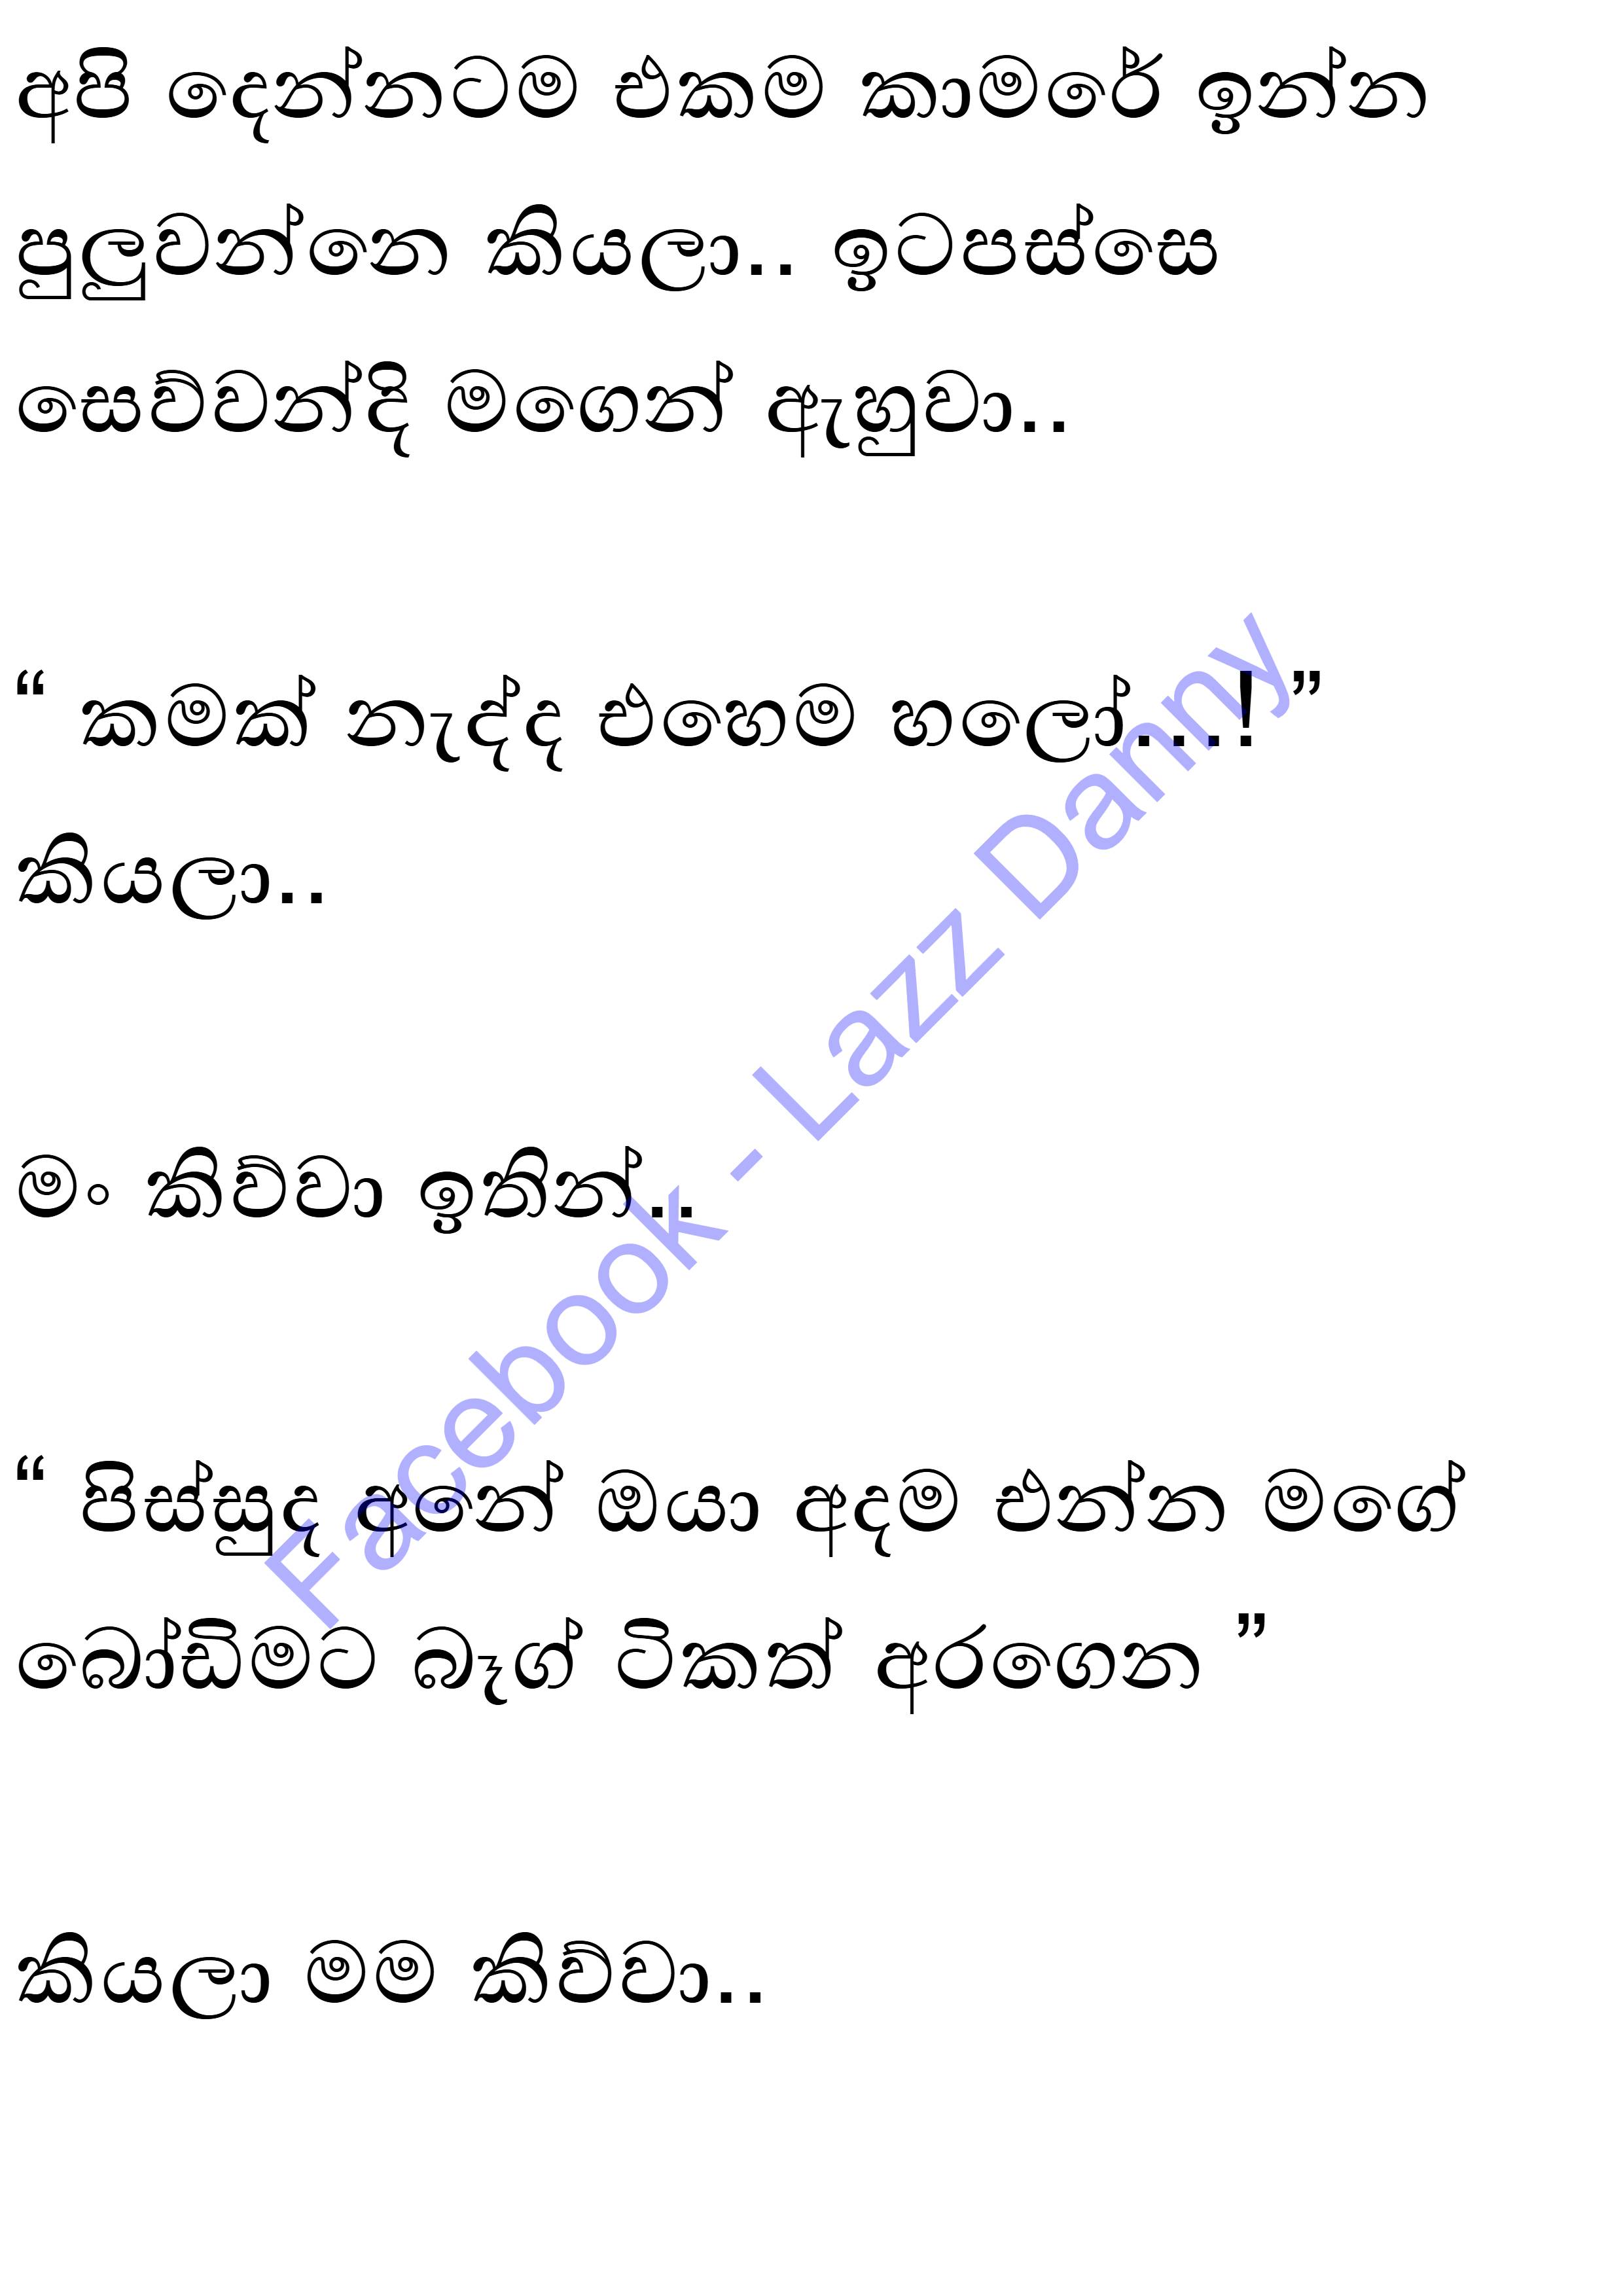 අපි දෙන්නටම එකම කාමරේ ඉන්න
පුලුවන්නෙ කියලා.. ඉටපස්සෙ
සෙව්වන්දි මගෙන් ඇහුවා..
“ කමක් නැද්ද එහෙම හලෝ...! ”
කියලා..
මං කිව්වා ඉතින්..
“ පිස්සුද අනේ ඔයා අදම එන්න මගේ
බෝඩිමට බෑග් ටිකත් අරගෙන ”
කියලා මම කිව්වා..
Facebook - Lazz Danny